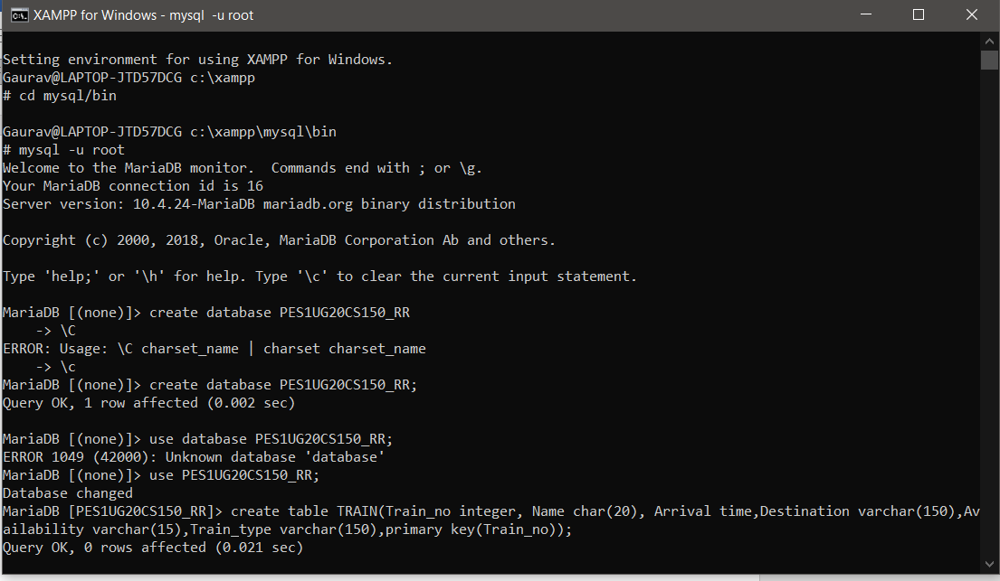 XAMPP for Windows - mysql  -u root
Setting environment for using XAMPP for Windows.
Gaurav@LAPTOP-JTD57DCG c:\xampp
# cd mysql/bin
Gaurav@LAPTOP-JTD57DCG c:\xampp\mysql\bin
# mysql -u root
Welcome to the MariaDB monitor.  Commands end with ; or \g.
Your MariaDB connection id is 16
Server version: 10.4.24-MariaDB mariadb.org binary distribution
Copyright (c) 2000, 2018, Oracle, MariaDB Corporation Ab and others.
Type 'help;' or '\h' for help. Type '\c' to clear the current input statement.
MariaDB [(none)]> create database PES1UG20CS150_RR
    -> \C
ERROR: Usage: \C charset_name | charset charset_name
    -> \c
MariaDB [(none)]> create database PES1UG20CS150_RR;
Query OK, 1 row affected (0.002 sec)
MariaDB [(none)]> use database PES1UG20CS150_RR;
ERROR 1049 (42000): Unknown database 'database'
MariaDB [(none)]> use PES1UG20CS150_RR;
Database changed
MariaDB [PES1UG20CS150_RR]> create table TRAIN(Train_no integer, Name char(20), Arrival time,Destination varchar(150),Av
ailability varchar(15),Train_type varchar(150),primary key(Train_no));
Query OK, 0 rows affected (0.021 sec)